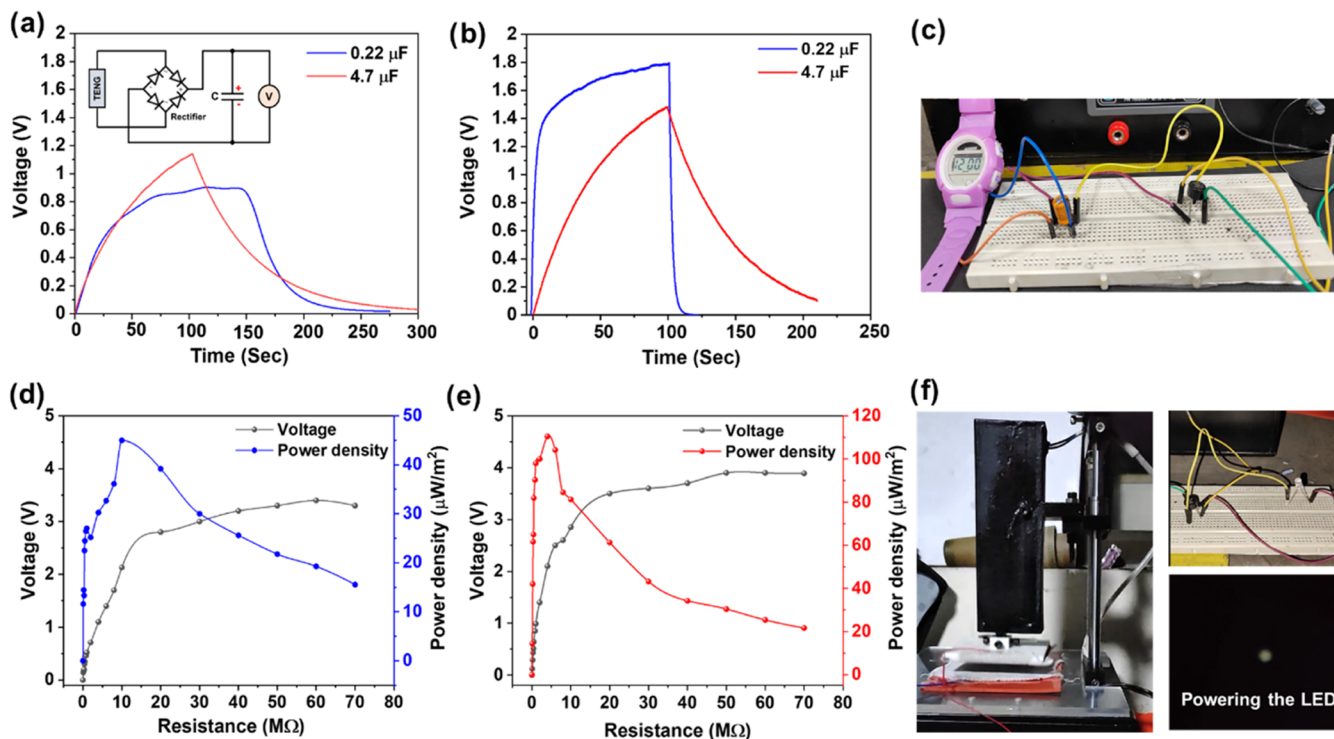 (a)
2
1.8
1.6
1.4
1.2
1
0.8
0.6
0.4
0.2
0
Voltage (V)
0.22 μF
4.7 μF
TENG
Rectifier
C
+
-
V
0 50 100 150 200 250 300
Time (Sec)
(b)
2
1.8
1.6
1.4
1.2
1
0.8
0.6
0.4
0.2
0
Voltage (V)
0.22 μF
4.7 μF
0 50 100 150 200 250
Time (Sec)
(c)
12:00
(d)
5
4
3
2
1
0
Voltage (V)
Voltage
Power density
50
45
40
35
30
25
20
15
10
5
0
Power density (μW/m²)
0 10 20 30 40 50 60 70 80
Resistance (MΩ)
(e)
5
4
3
2
1
0
Voltage (V)
Voltage
Power density
120
100
80
60
40
20
0
Power density (μW/m²)
0 10 20 30 40 50 60 70 80
Resistance (MΩ)
(f)
Powering the LED